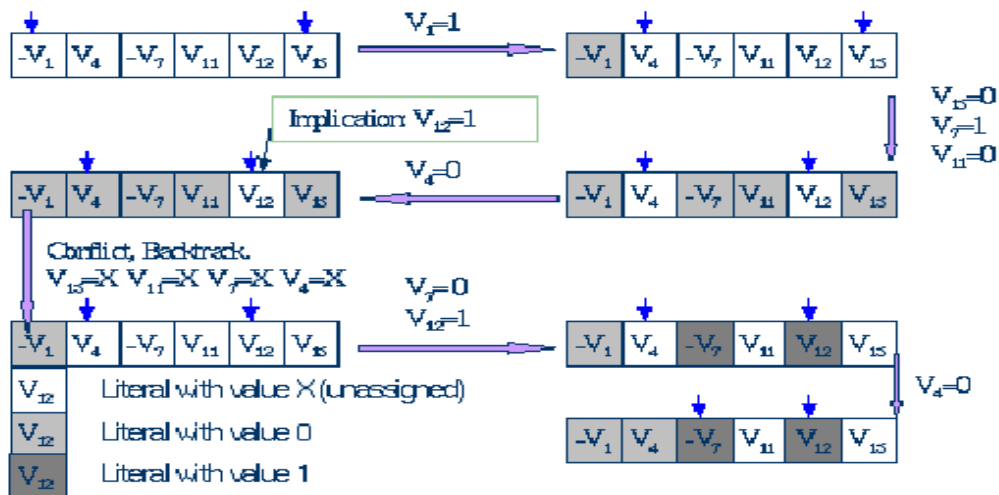 V₁=1
-V₁ V₄ -V₇ V₁₁ V₁₂ V₁₅
-V₁ V₄ -V₇ V₁₁ V₁₂ V₁₅
V₁₅=0
V₇=1
V₁₁=0
Implication: V₁₂=1
V₄=0
-V₁ V₄ -V₇ V₁₁ V₁₂ V₁₅
-V₁ V₄ -V₇ V₁₁ V₁₂ V₁₅
Conflict, Backtrack.
V₁₅=X V₁₁=X V₇=X V₄=X
V₇=0
V₁₂=1
-V₁ V₄ -V₇ V₁₁ V₁₂ V₁₅
-V₁ V₄ -V₇ V₁₁ V₁₂ V₁₅
V₄=0
V₁₂ Literal with value X (unassigned)
V₁₂ Literal with value 0
V₁₂ Literal with value 1
-V₁ V₄ -V₇ V₁₁ V₁₂ V₁₅